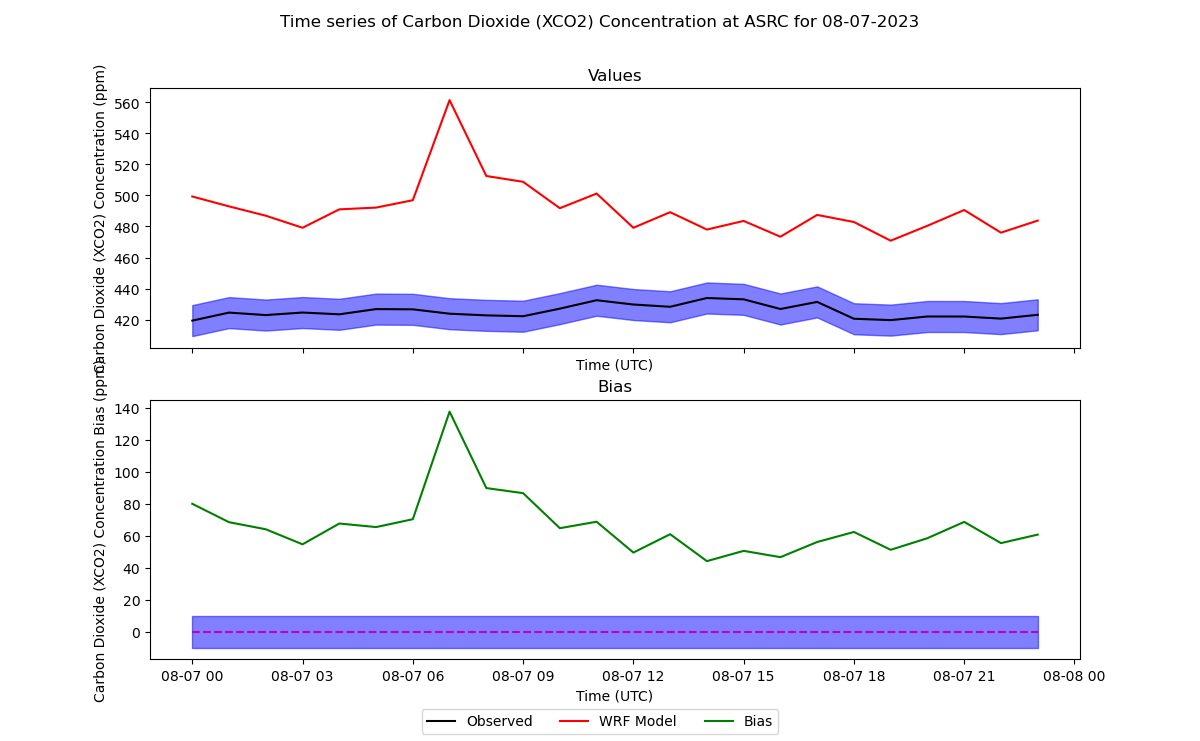 Time series of Carbon Dioxide (XCO2) Concentration at ASRC for 08-07-2023
Values
Carbon Dioxide (XCO2) Concentration (ppm)
560
540
520
500
480
460
440
420
Time (UTC)
Bias
Carbon Dioxide (XCO2) Concentration Bias (ppm)
140
120
100
80
60
40
20
0
08-07 00 08-07 03 08-07 06 08-07 09 08-07 12 08-07 15 08-07 18 08-07 21 08-08 00
Time (UTC)
Observed WRF Model Bias